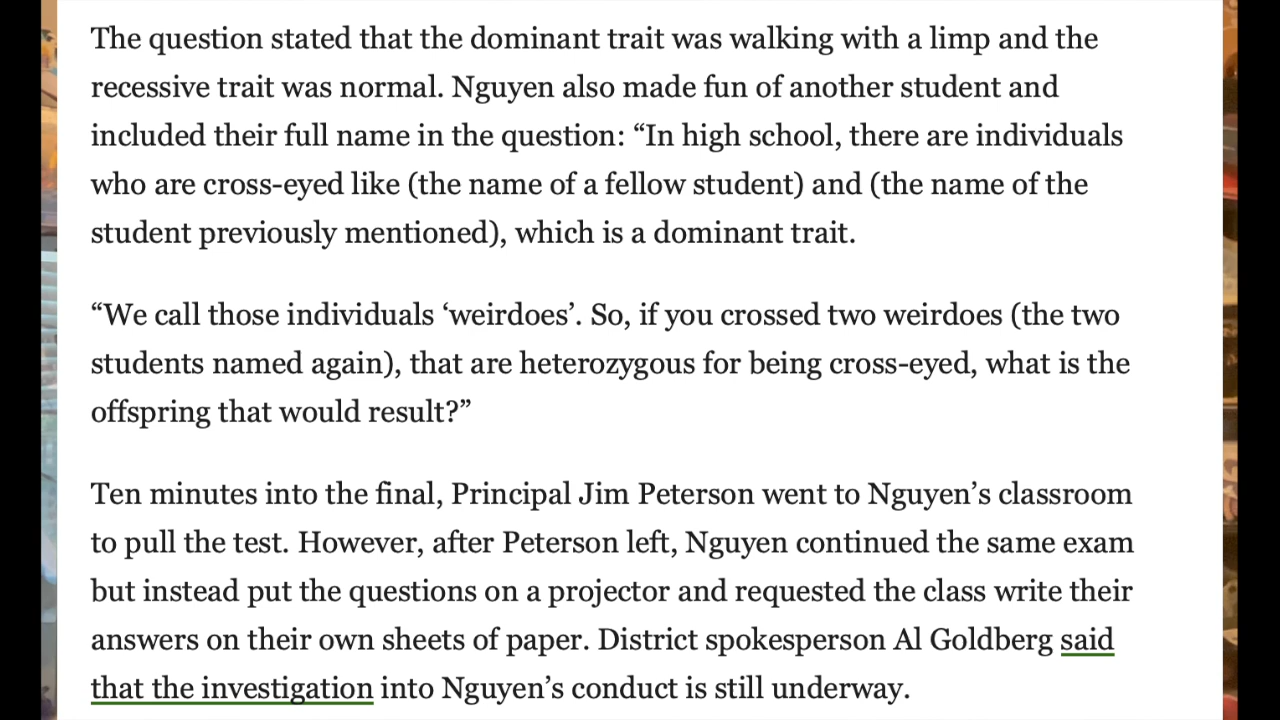 The question stated that the dominant trait was walking with a limp and the
recessive trait was normal. Nguyen also made fun of another student and
included their full name in the question: “In high school, there are individuals
who are cross-eyed like (the name of a fellow student) and (the name of the
student previously mentioned), which is a dominant trait.
“We call those individuals ‘weirdoes’. So, if you crossed two weirdoes (the two
students named again), that are heterozygous for being cross-eyed, what is the
offspring that would result?”
Ten minutes into the final, Principal Jim Peterson went to Nguyen’s classroom
to pull the test. However, after Peterson left, Nguyen continued the same exam
but instead put the questions on a projector and requested the class write their
answers on their own sheets of paper. District spokesperson Al Goldberg said
that the investigation into Nguyen’s conduct is still underway.